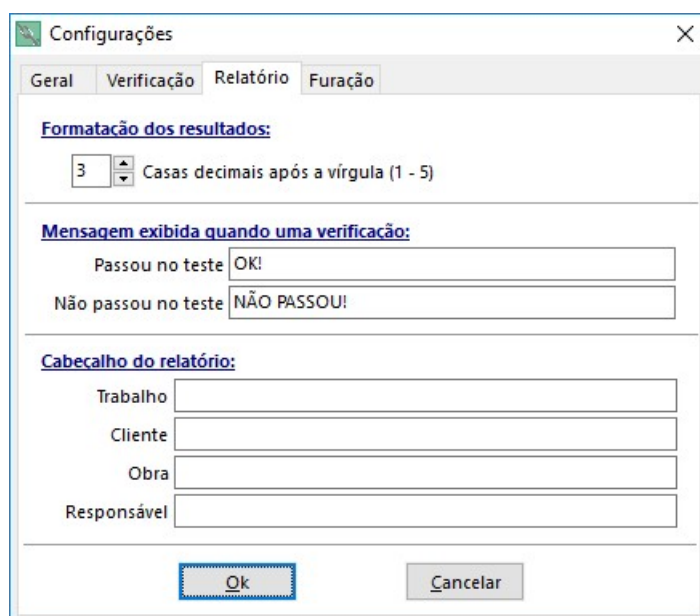 Configurações
Geral Verificação Relatório Furação
Formatação dos resultados:
3 Casas decimais após a vírgula (1 - 5)
Mensagem exibida quando uma verificação:
Passou no teste OK!
Não passou no teste NÃO PASSOU!
Cabeçalho do relatório:
Trabalho
Cliente
Obra
Responsável
Ok Cancelar